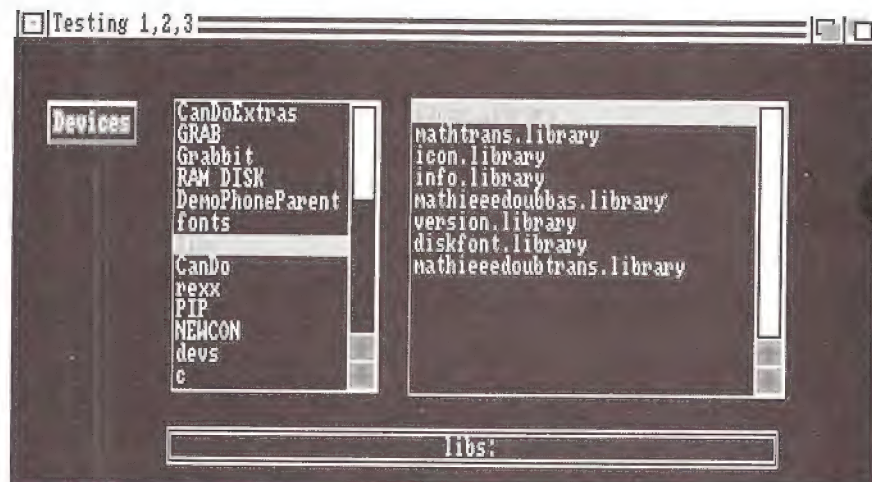 Testing 1,2,3
Devices
CanDoExtras
GRAB
Grabbit
RAM DISK
DemoPhoneParent
fonts
CanDo
rexx
PIP
NEWCON
devs
c
mathtrans.library
icon.library
info.library
mathieeedoubbas.library
version.library
diskfont.library
mathieeedoubtrans.library
libs: